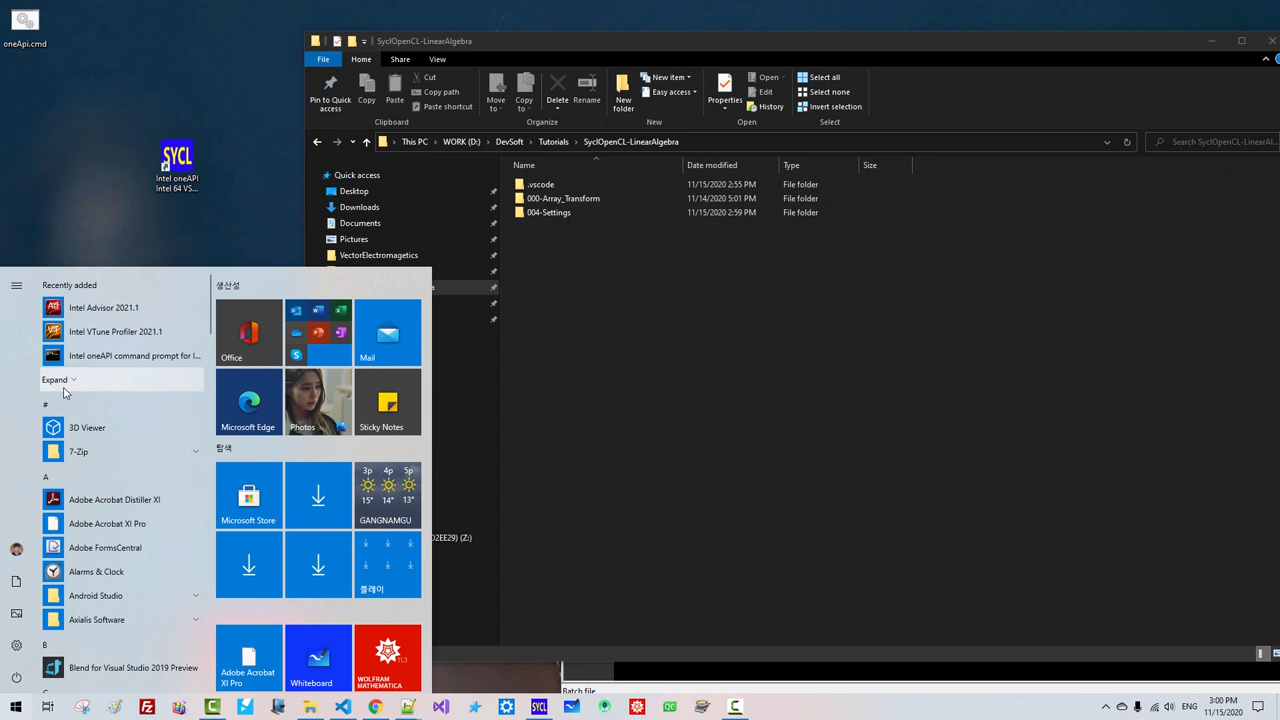 oneApi.cmd
SYCL
Intel oneAPI
Intel 64 VS...
SyclOpenCL-LinearAlgebra
File
Home
Share
View
Pin to Quick
access
Copy
Paste
Cut
Copy path
Paste shortcut
Clipboard
Move
to
Copy
to
Delete
Rename
Organize
New
folder
New item
Easy access
New
Properties
Open
Edit
History
Open
Select all
Select none
Invert selection
Select
This PC
WORK (D:)
DevSoft
Tutorials
SyclOpenCL-LinearAlgebra
Search SyclOpenCL-LinearAl...
Name
Date modified
Type
Size
.vscode
11/15/2020 2:55 PM
File folder
000-Array_Transform
11/14/2020 5:01 PM
File folder
004-Settings
11/15/2020 2:59 PM
File folder
Quick access
Desktop
Downloads
Documents
Pictures
VectorElectromagetics
a
02EE29) (Z:)
Recently added
Intel Advisor 2021.1
Intel VTune Profiler 2021.1
Intel oneAPI command prompt for I...
Expand
#
3D Viewer
7-Zip
A
Adobe Acrobat Distiller XI
Adobe Acrobat XI Pro
Adobe FormsCentral
Alarms & Clock
Android Studio
Axialis Software
B
Blend for Visual Studio 2019 Preview
생산성
Office
Mail
Microsoft Edge
Photos
Sticky Notes
탐색
Microsoft Store
3p 4p 5p
15° 14° 13°
GANGNAMGU
플레이
Adobe Acrobat
XI Pro
Whiteboard
11.3
WOLFRAM
MATHEMATICA
Batch file
SYCL
3:00 PM
11/15/2020